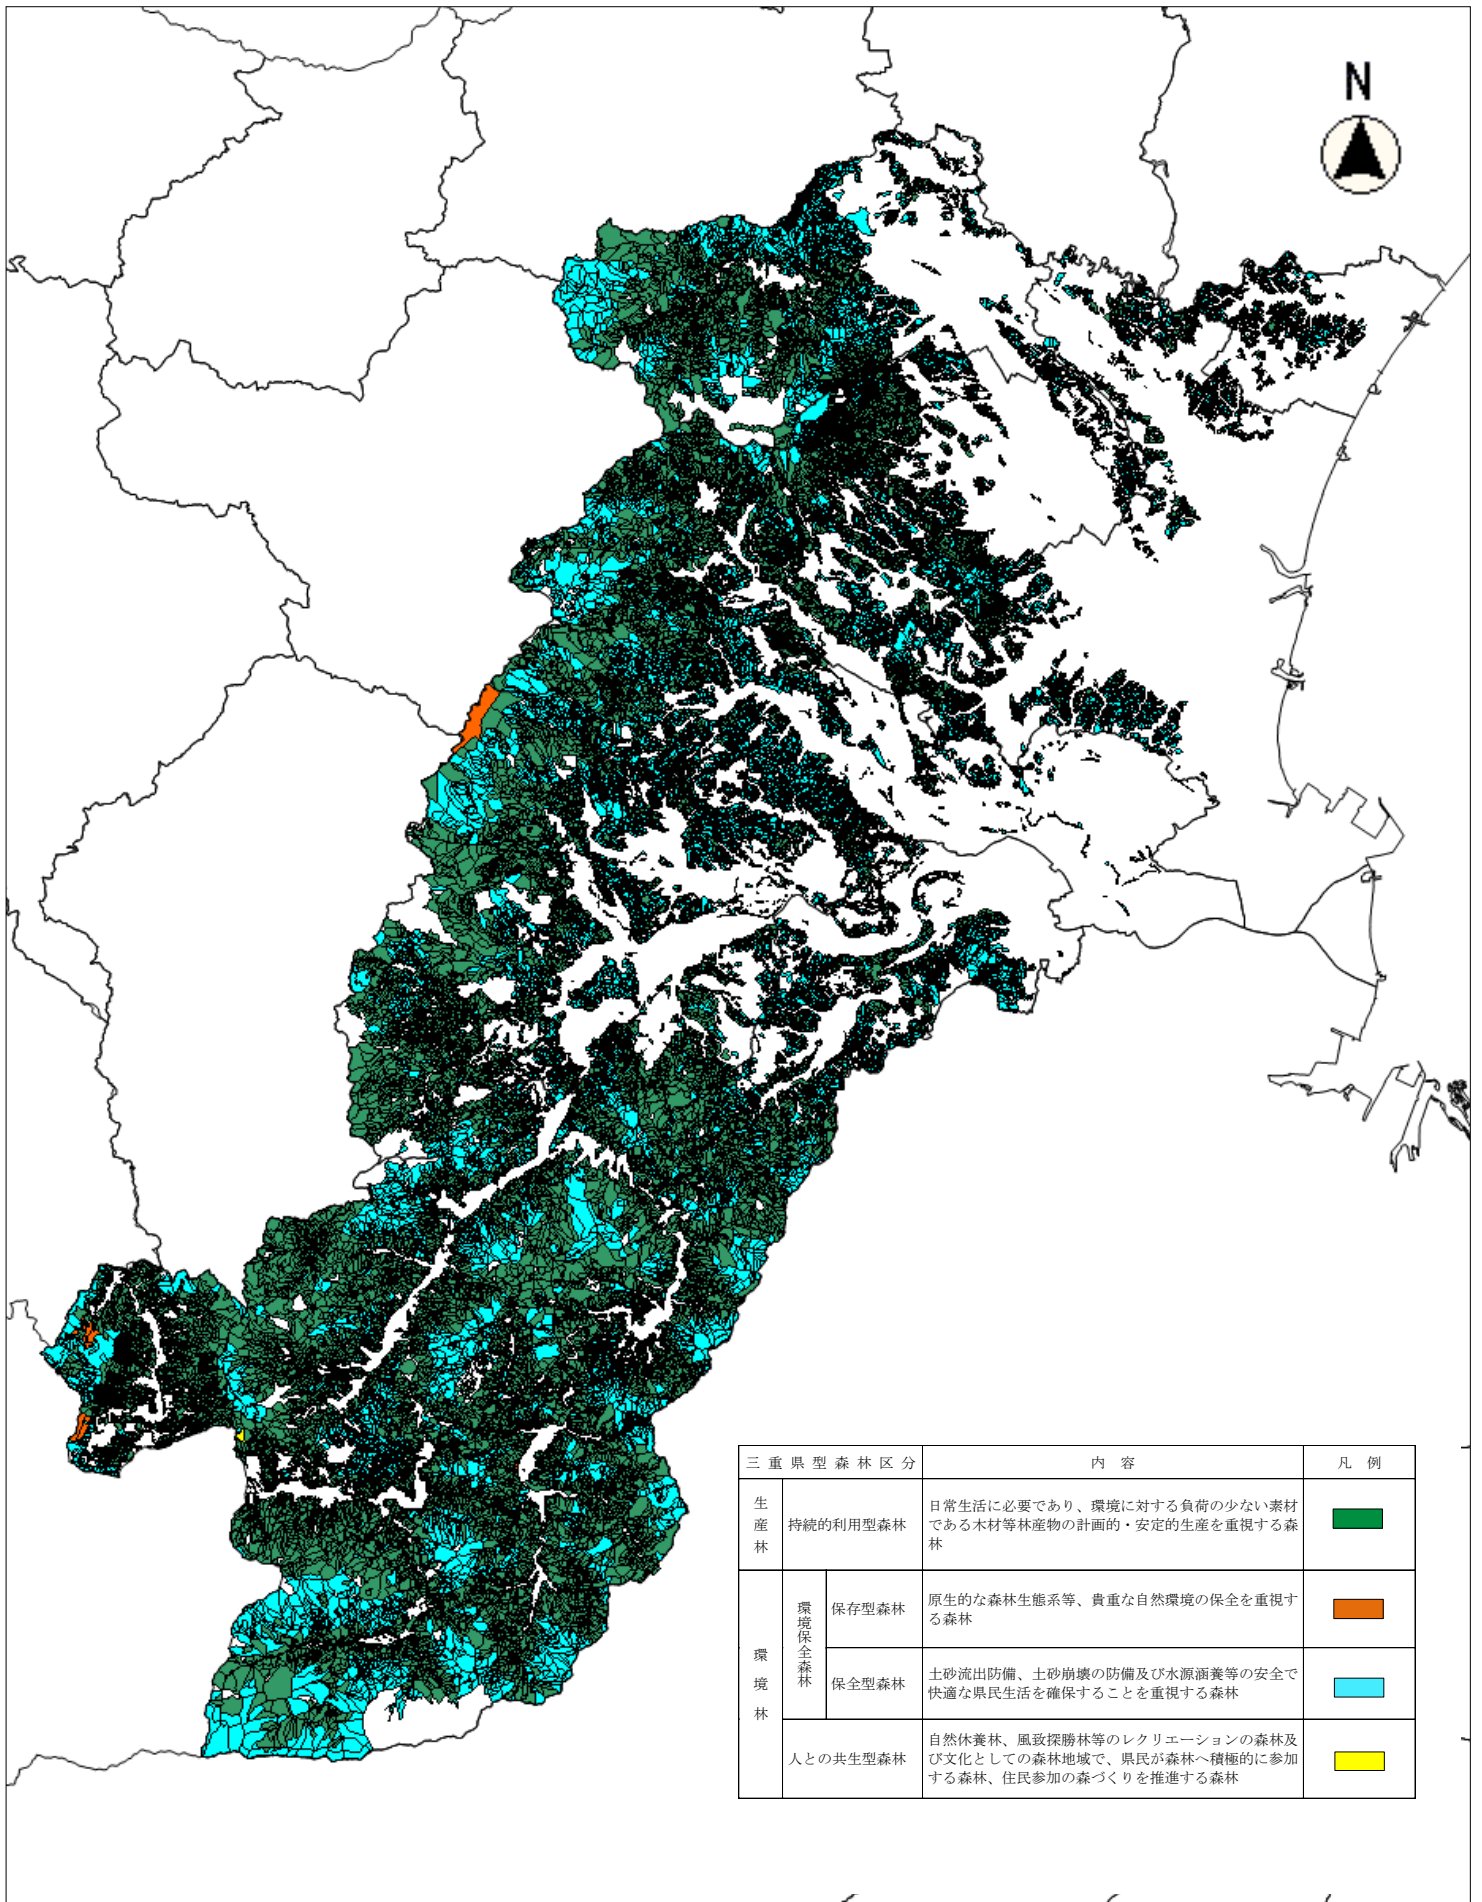 N
三重県型森林区分
内容
凡例
生産林
持続的利用型森林
日常生活に必要であり、環境に対する負荷の少ない素材
である木材等林産物の計画的・安定的生産を重視する森
林
環境林
環境保全森林
保存型森林
原生的な森林生態系等、貴重な自然環境の保全を重視す
る森林
保全型森林
土砂流出防備、土砂崩壊の防備及び水源涵養等の安全で
快適な県民生活を確保することを重視する森林
人との共生型森林
自然休養林、風致探勝林等のレクリエーションの森林及
び文化としての森林地域で、県民が森林へ積極的に参加
する森林、住民参加の森づくりを推進する森林